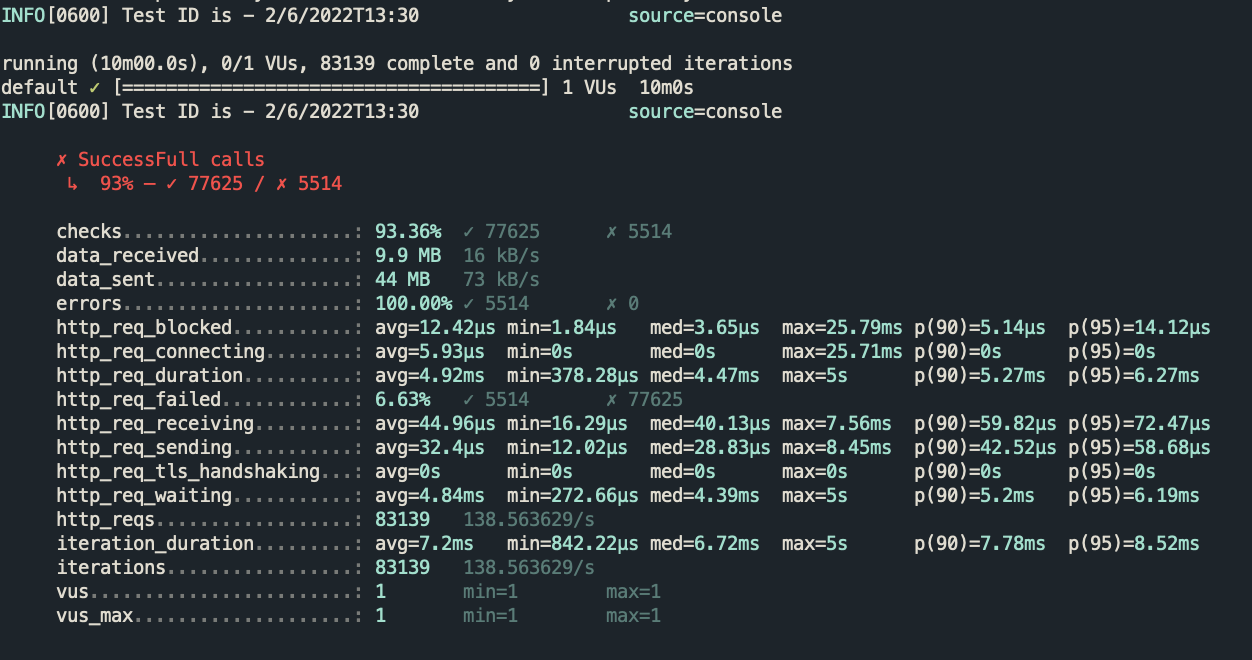 INFO[0600] Test ID is - 2/6/2022T13:30 source=console
running (10m00.0s), 0/1 VUs, 83139 complete and 0 interrupted iterations
default ✓ [======================================] 1 VUs 10m0s
INFO[0600] Test ID is - 2/6/2022T13:30 source=console
✗ SuccessFull calls
↳ 93% — ✓ 77625 / ✗ 5514
checks.....................: 93.36% ✓ 77625 ✗ 5514
data_received..............: 9.9 MB 16 kB/s
data_sent..................: 44 MB 73 kB/s
errors.....................: 100.00% ✓ 5514 ✗ 0
http_req_blocked...........: avg=12.42µs min=1.84µs med=3.65µs max=25.79ms p(90)=5.14µs p(95)=14.12µs
http_req_connecting........: avg=5.93µs min=0s med=0s max=25.71ms p(90)=0s p(95)=0s
http_req_duration..........: avg=4.92ms min=378.28µs med=4.47ms max=5s p(90)=5.27ms p(95)=6.27ms
http_req_failed............: 6.63% ✓ 5514 ✗ 77625
http_req_receiving.........: avg=44.96µs min=16.29µs med=40.13µs max=7.56ms p(90)=59.82µs p(95)=72.47µs
http_req_sending...........: avg=32.4µs min=12.02µs med=28.83µs max=8.45ms p(90)=42.52µs p(95)=58.68µs
http_req_tls_handshaking...: avg=0s min=0s med=0s max=0s p(90)=0s p(95)=0s
http_req_waiting...........: avg=4.84ms min=272.66µs med=4.39ms max=5s p(90)=5.2ms p(95)=6.19ms
http_reqs..................: 83139 138.563629/s
iteration_duration.........: avg=7.2ms min=842.22µs med=6.72ms max=5s p(90)=7.78ms p(95)=8.52ms
iterations.................: 83139 138.563629/s
vus........................: 1 min=1 max=1
vus_max....................: 1 min=1 max=1